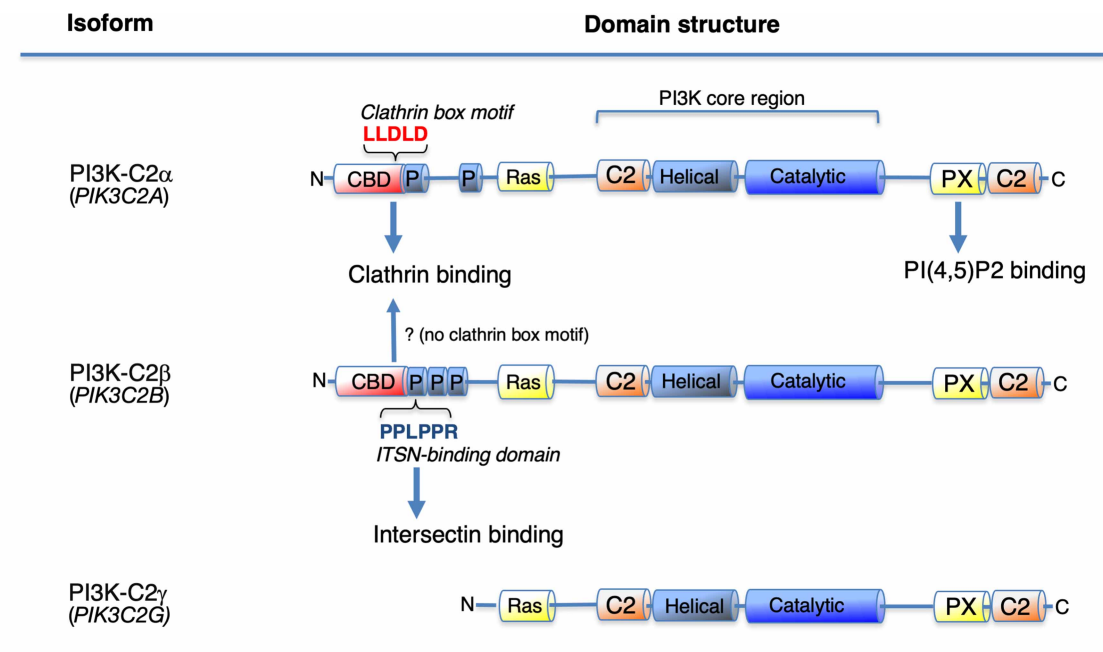 Isoform Domain structure
PI3K core region
Clathrin box motif
LLDLD
PI3K-C2α
(PIK3C2A)
N CBD P P Ras C2 Helical Catalytic PX C2 C
Clathrin binding
PI(4,5)P2 binding
? (no clathrin box motif)
PI3K-C2β
(PIK3C2B)
N CBD P P P Ras C2 Helical Catalytic PX C2 C
PPLPPR
ITSN-binding domain
Intersectin binding
PI3K-C2γ
(PIK3C2G)
N Ras C2 Helical Catalytic PX C2 C